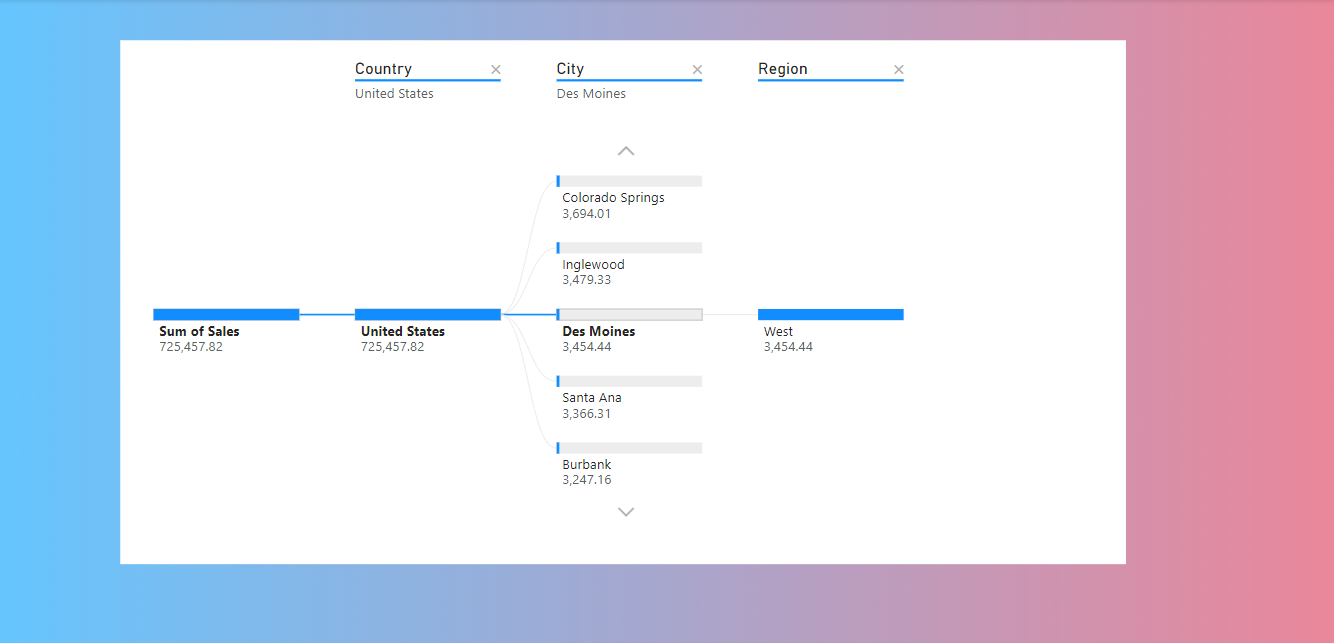 Country
City
Region
United States
Des Moines
Colorado Springs
3,694.01
Inglewood
3,479.33
Sum of Sales
725,457.82
United States
725,457.82
Des Moines
3,454.44
West
3,454.44
Santa Ana
3,366.31
Burbank
3,247.16